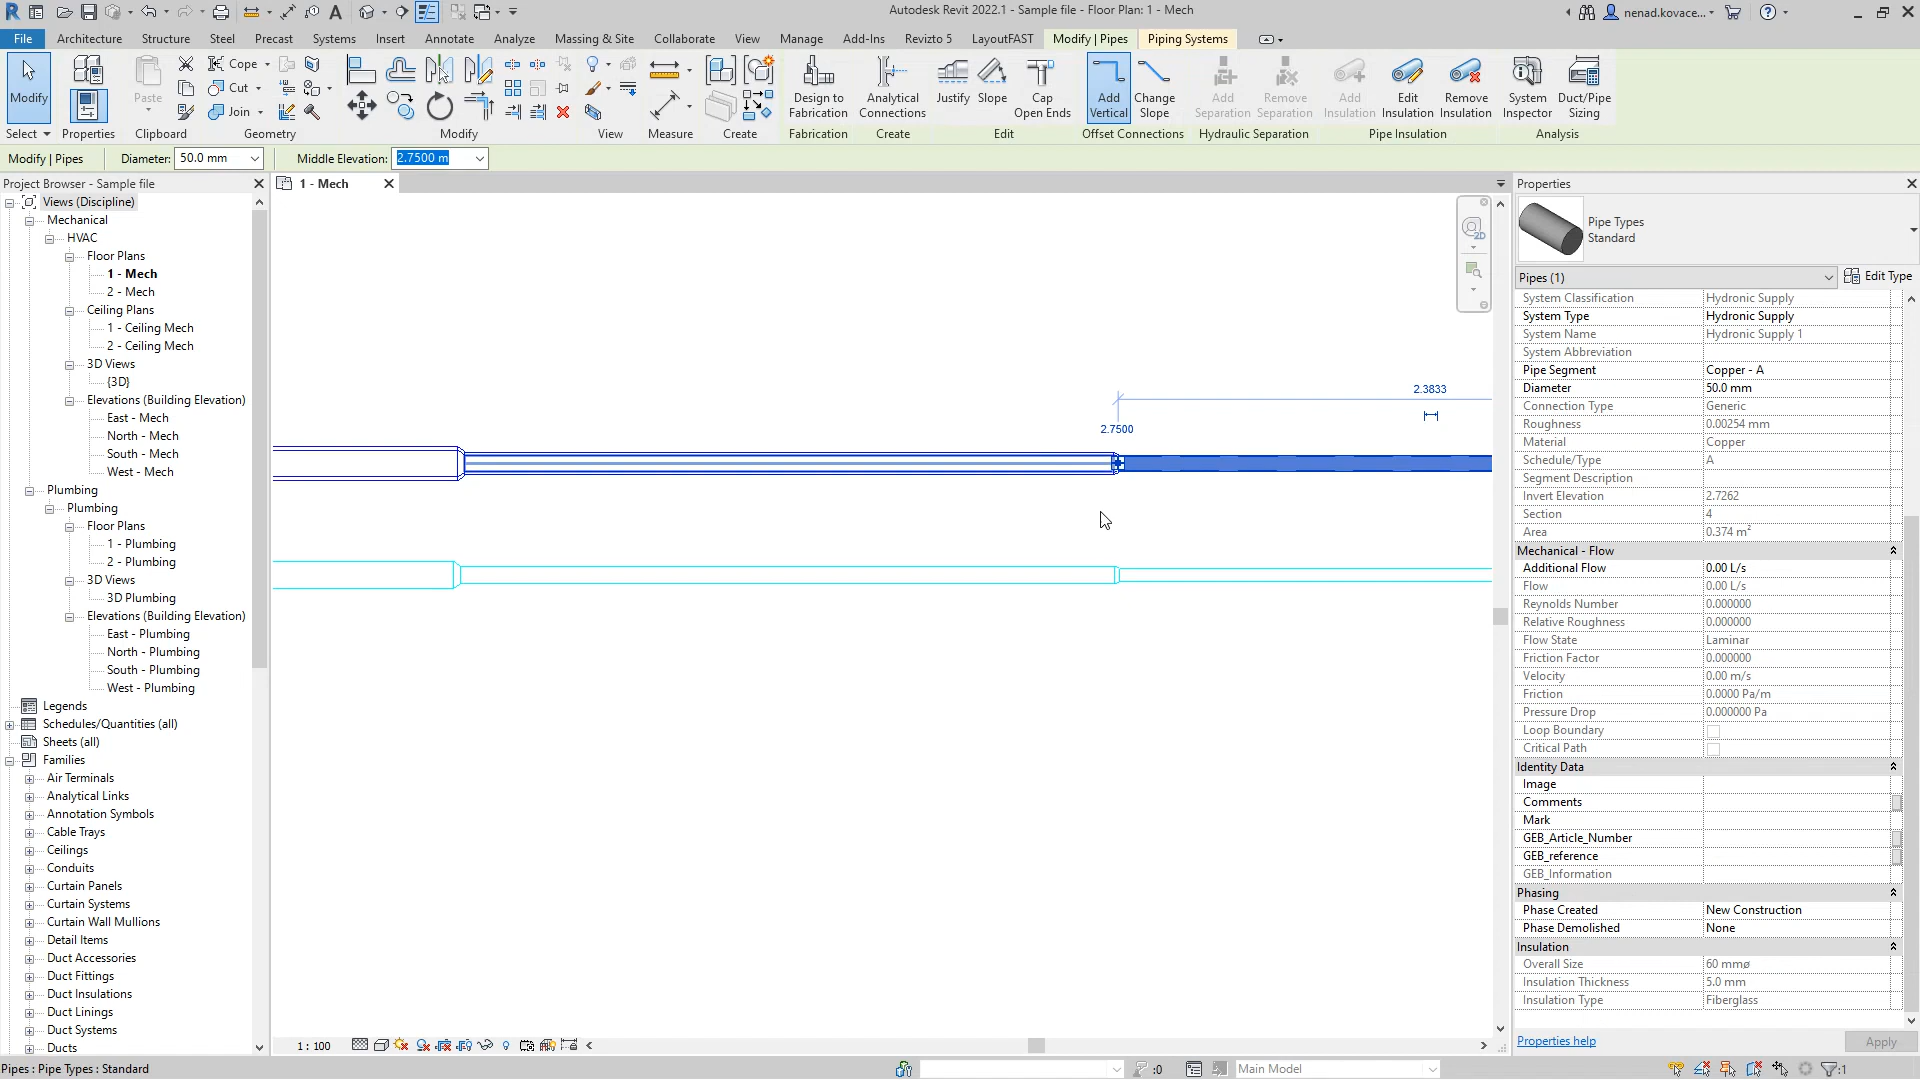 Autodesk Revit 2022.1 - Sample file - Floor Plan: 1 - Mech
nenad.kovace...
File Architecture Structure Steel Precast Systems Insert Annotate Analyze Massing & Site Collaborate View Manage Add-Ins Revizto 5 LayoutFAST Modify | Pipes Piping Systems
Modify
Paste
Cope
Cut
Join
Design to Fabrication
Analytical Connections
Justify
Slope
Cap Open Ends
Add Vertical
Change Slope
Add Separation
Remove Separation
Add Insulation
Edit Insulation
Remove Insulation
System Inspector
Duct/Pipe Sizing
Select Properties Clipboard Geometry Modify View Measure Create Fabrication Create Edit Offset Connections Hydraulic Separation Pipe Insulation Analysis
Modify | Pipes Diameter: 50.0 mm Middle Elevation: 2.7500 m
Project Browser - Sample file
Views (Discipline)
Mechanical
HVAC
Floor Plans
1 - Mech
2 - Mech
Ceiling Plans
1 - Ceiling Mech
2 - Ceiling Mech
3D Views
{3D}
Elevations (Building Elevation)
East - Mech
North - Mech
South - Mech
West - Mech
Plumbing
Plumbing
Floor Plans
1 - Plumbing
2 - Plumbing
3D Views
3D Plumbing
Elevations (Building Elevation)
East - Plumbing
North - Plumbing
South - Plumbing
West - Plumbing
Legends
Schedules/Quantities (all)
Sheets (all)
Families
Air Terminals
Analytical Links
Annotation Symbols
Cable Trays
Ceilings
Conduits
Curtain Panels
Curtain Systems
Curtain Wall Mullions
Detail Items
Duct Accessories
Duct Fittings
Duct Insulations
Duct Linings
Duct Systems
Ducts
1 - Mech
2D
2.3833
2.7500
1 : 100
Properties
Pipe Types
Standard
Pipes (1) Edit Type
System Classification Hydronic Supply
System Type Hydronic Supply
System Name Hydronic Supply 1
System Abbreviation
Pipe Segment Copper - A
Diameter 50.0 mm
Connection Type Generic
Roughness 0.00254 mm
Material Copper
Schedule/Type A
Segment Description
Invert Elevation 2.7262
Section 4
Area 0.374 m²
Mechanical - Flow
Additional Flow 0.00 L/s
Flow 0.00 L/s
Reynolds Number 0.000000
Relative Roughness 0.000000
Flow State Laminar
Friction Factor 0.000000
Velocity 0.00 m/s
Friction 0.0000 Pa/m
Pressure Drop 0.000000 Pa
Loop Boundary
Critical Path
Identity Data
Image
Comments
Mark
GEB_Article_Number
GEB_reference
GEB_Information
Phasing
Phase Created New Construction
Phase Demolished None
Insulation
Overall Size 60 mmø
Insulation Thickness 5.0 mm
Insulation Type Fiberglass
Properties help Apply
Pipes : Pipe Types : Standard
:0
Main Model
:1